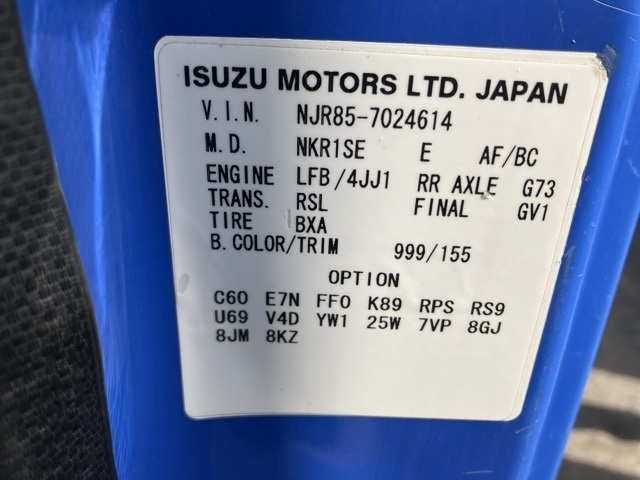 ISUZU MOTORS LTD. JAPAN
V.I.N. NJR85-7024614
M.D. NKR1SE E AF/BC
ENGINE LFB/4JJ1 RR AXLE G73
TRANS. RSL FINAL GV1
TIRE BXA
B.COLOR/TRIM 999/155
OPTION
C60 E7N FF0 K89 RPS RS9
U69 V4D YW1 25W 7VP 8GJ
8JM 8KZ